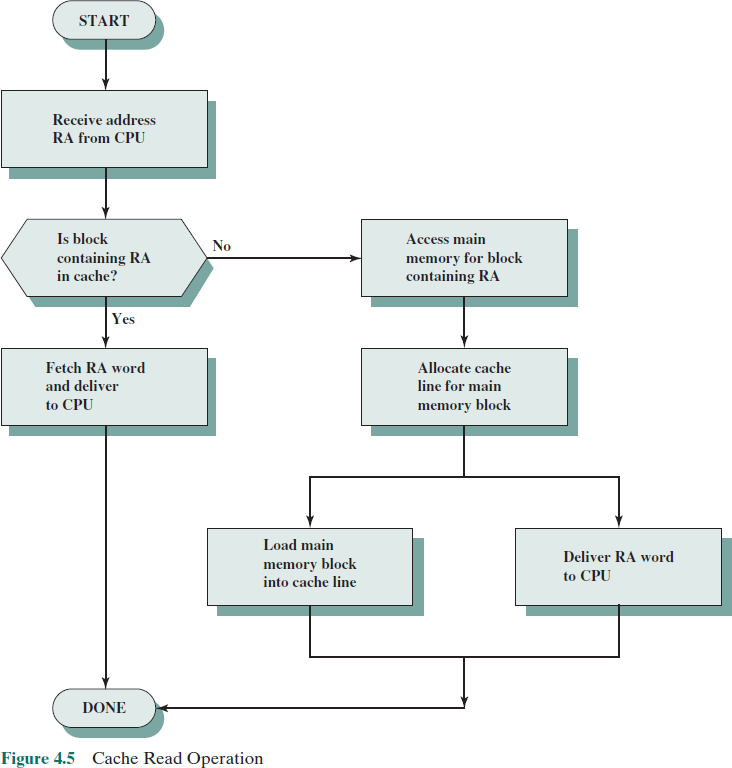 START
Receive address
RA from CPU
Is block
containing RA
in cache?
No
Access main
memory for block
containing RA
Yes
Fetch RA word
and deliver
to CPU
Allocate cache
line for main
memory block
Load main
memory block
into cache line
Deliver RA word
to CPU
DONE
Figure 4.5 Cache Read Operation